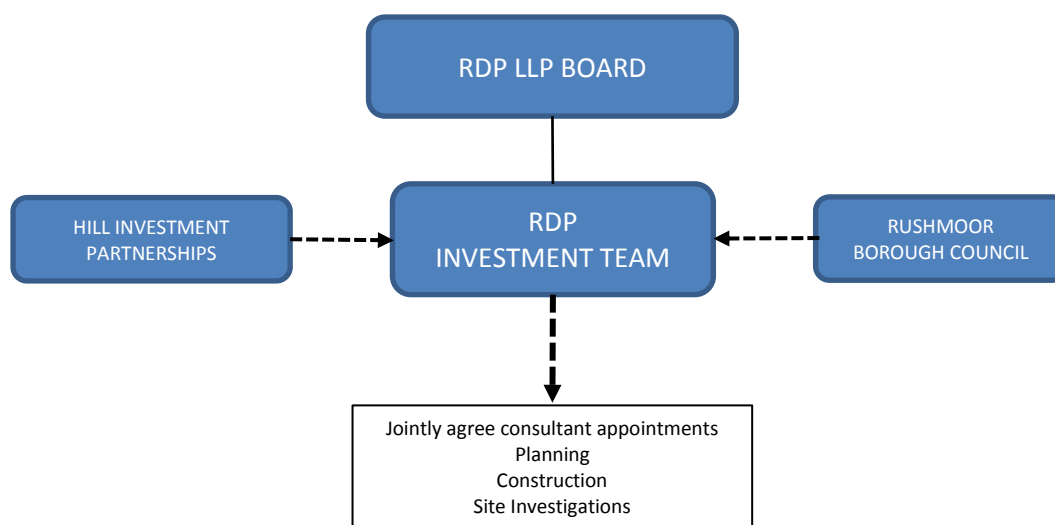 RDP LLP BOARD
HILL INVESTMENT
PARTNERSHIPS
RDP
INVESTMENT TEAM
RUSHMOOR
BOROUGH COUNCIL
Jointly agree consultant appointments
Planning
Construction
Site Investigations